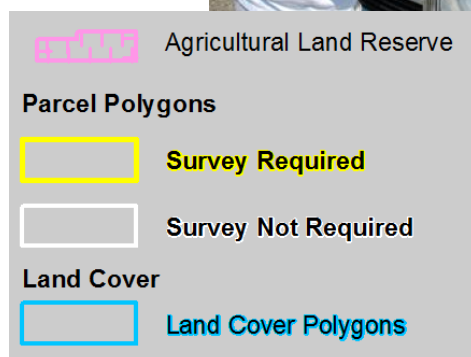 Agricultural Land Reserve
Parcel Polygons
Survey Required
Survey Not Required
Land Cover
Land Cover Polygons